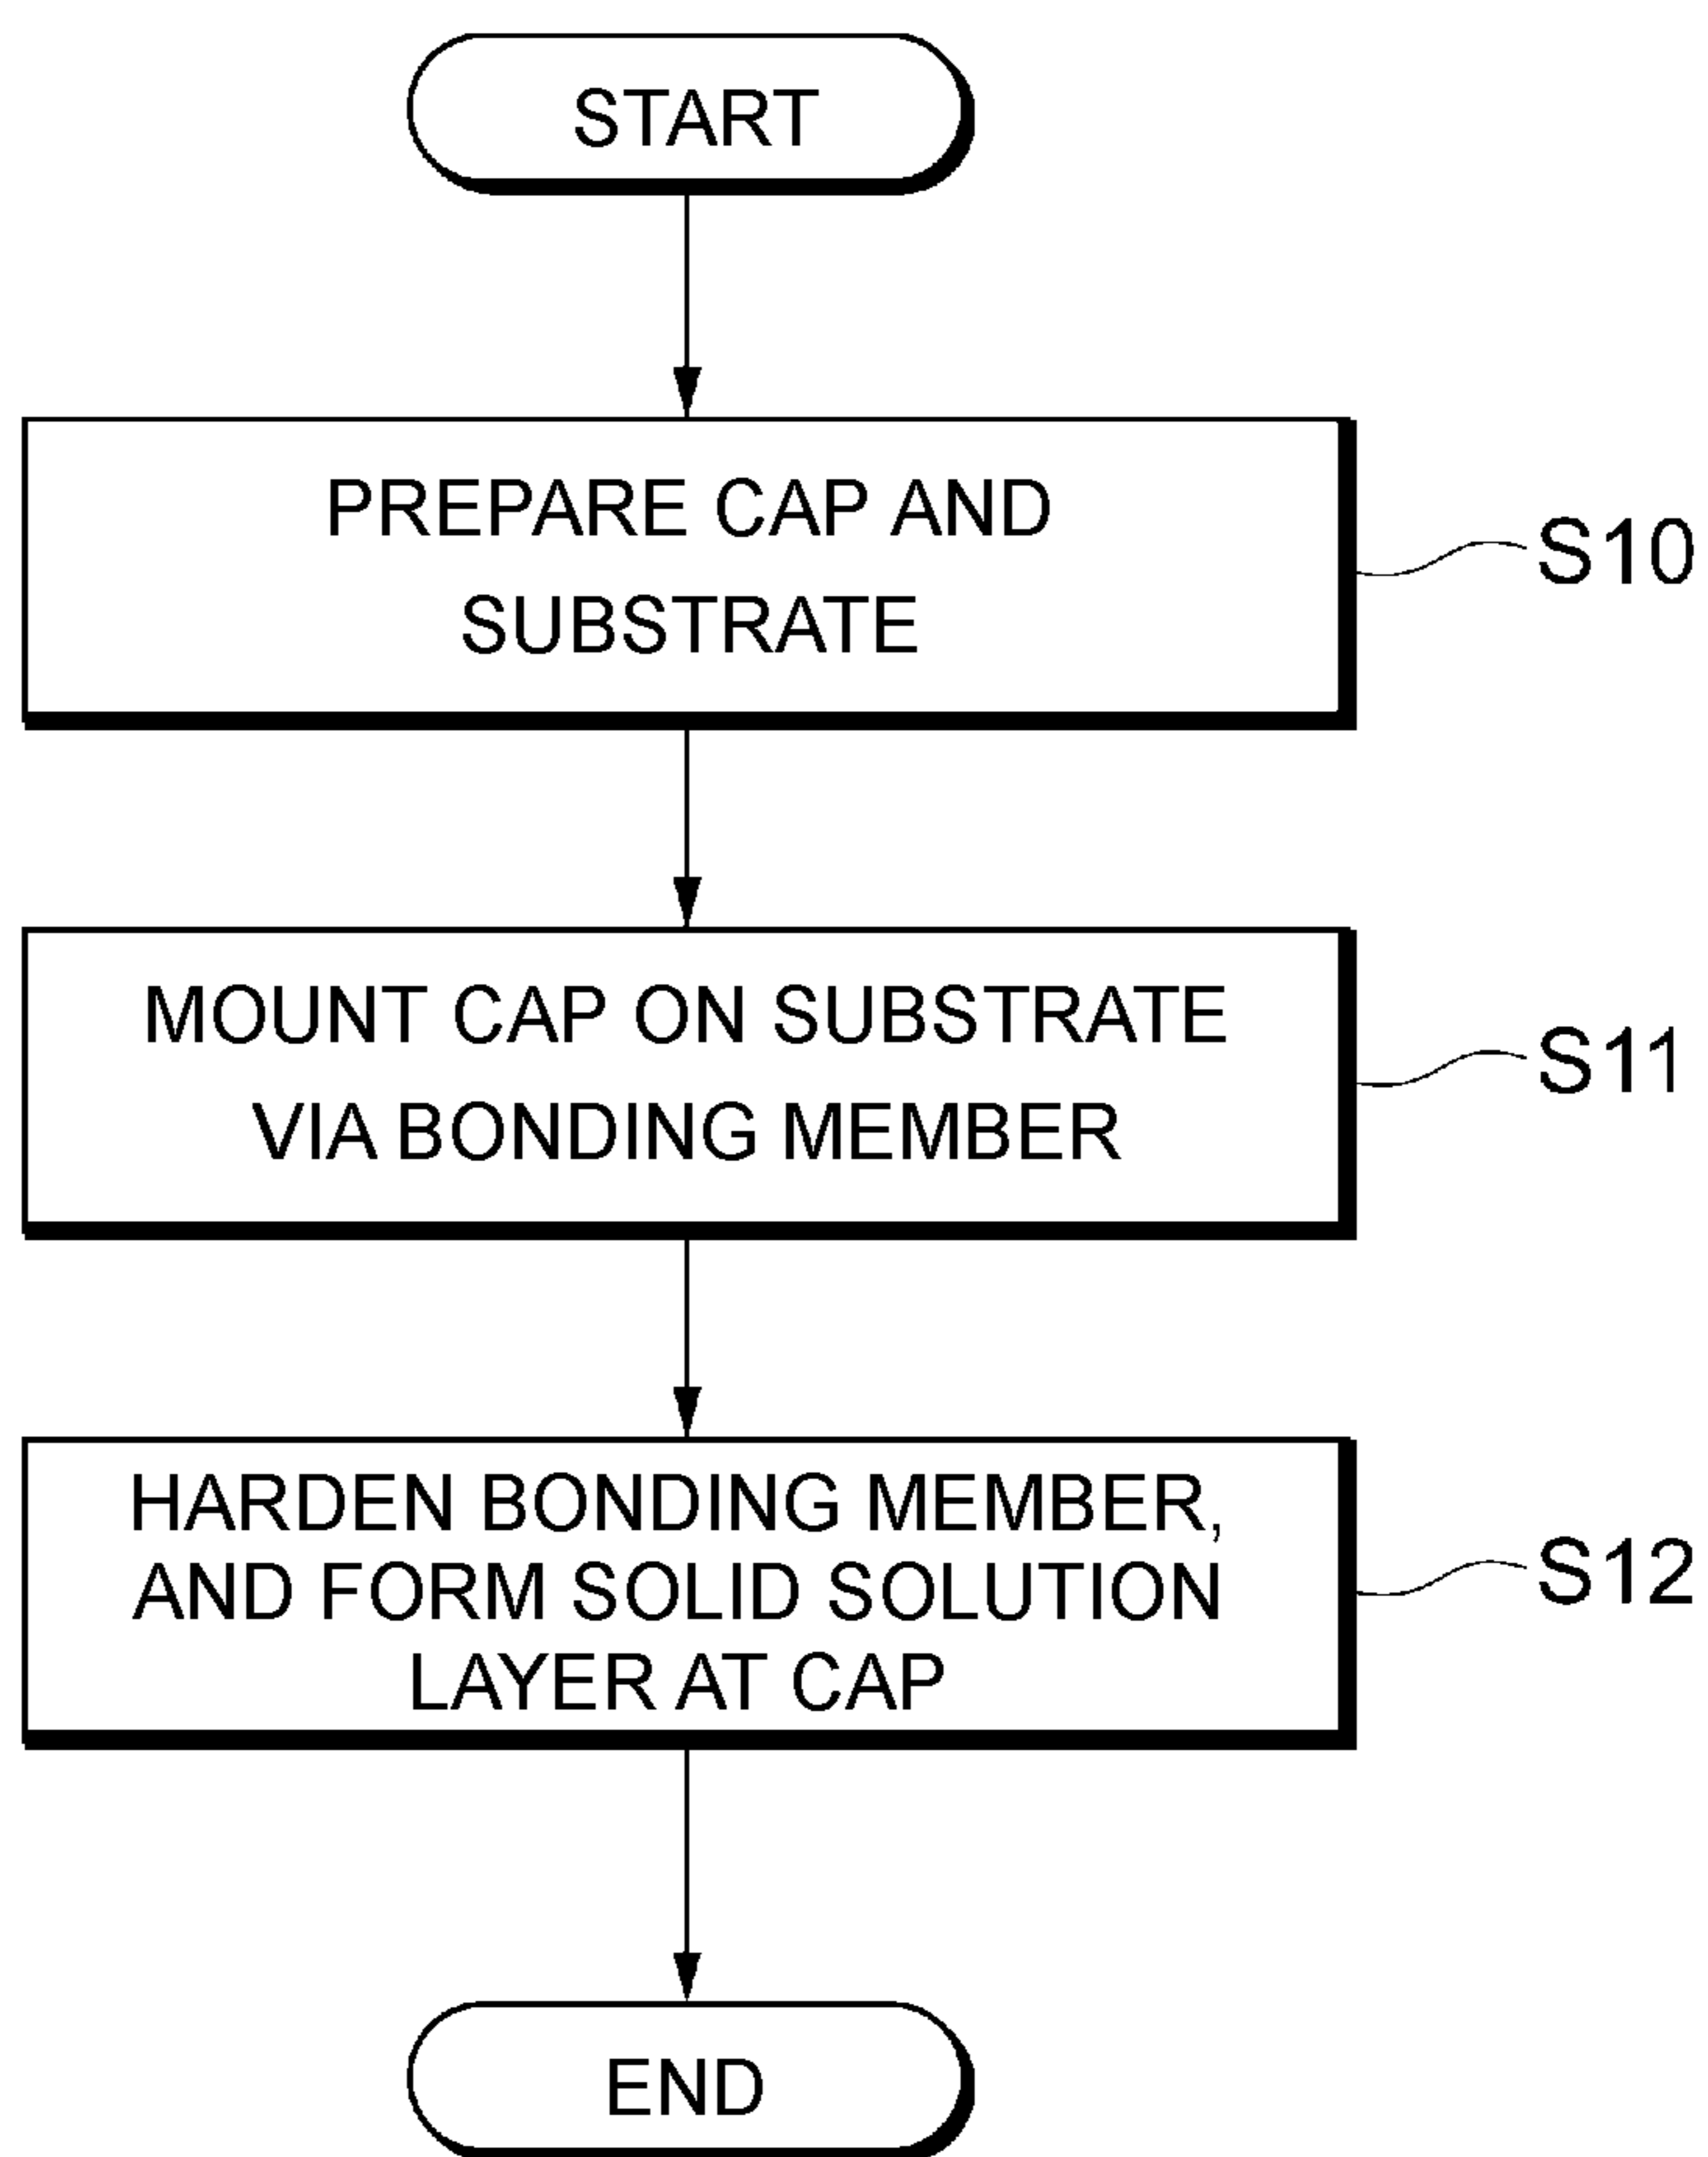 START
PREPARE CAP AND
SUBSTRATE
S10
MOUNT CAP ON SUBSTRATE
VIA BONDING MEMBER
S11
HARDEN BONDING MEMBER,
AND FORM SOLID SOLUTION
LAYER AT CAP
S12
END